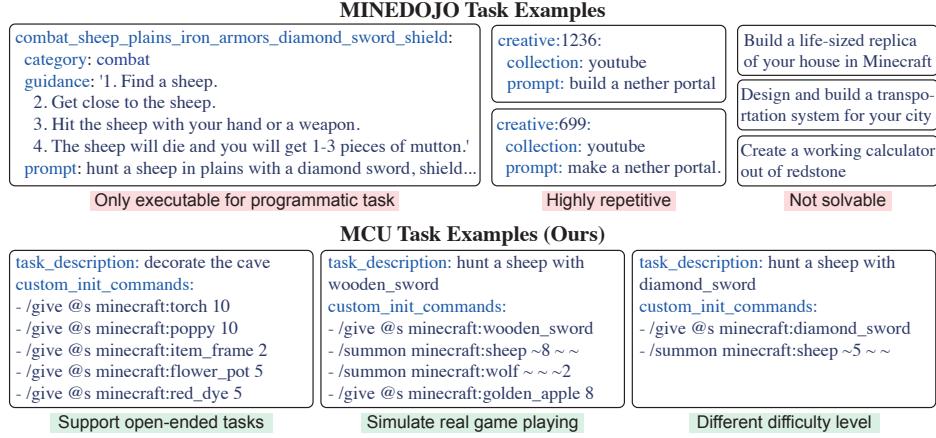 MINEDOJO Task Examples
combat_sheep_plains_iron_armors_diamond_sword_shield:
category: combat
guidance: '1. Find a sheep.
2. Get close to the sheep.
3. Hit the sheep with your hand or a weapon.
4. The sheep will die and you will get 1-3 pieces of mutton.'
prompt: hunt a sheep in plains with a diamond sword, shield...
Only executable for programmatic task
creative:1236:
collection: youtube
prompt: build a nether portal
creative:699:
collection: youtube
prompt: make a nether portal.
Highly repetitive
Build a life-sized replica
of your house in Minecraft
Design and build a transpo-
rtation system for your city
Create a working calculator
out of redstone
Not solvable
MCU Task Examples (Ours)
task_description: decorate the cave
custom_init_commands:
- /give @s minecraft:torch 10
- /give @s minecraft:poppy 10
- /give @s minecraft:item_frame 2
- /give @s minecraft:flower_pot 5
- /give @s minecraft:red_dye 5
Support open-ended tasks
task_description: hunt a sheep with
wooden_sword
custom_init_commands:
- /give @s minecraft:wooden_sword
- /summon minecraft:sheep ~8 ~ ~
- /summon minecraft:wolf ~ ~ ~2
- /give @s minecraft:golden_apple 8
Simulate real game playing
task_description: hunt a sheep with
diamond_sword
custom_init_commands:
- /give @s minecraft:diamond_sword
- /summon minecraft:sheep ~5 ~ ~
Different difficulty level